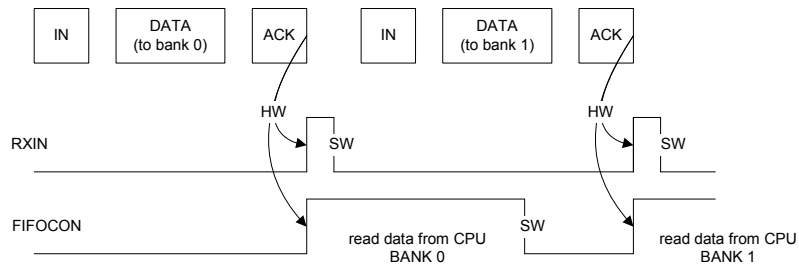 IN DATA ACK IN DATA ACK
(to bank 0) (to bank 1)
HW HW
RXIN SW SW
FIFOCON SW
read data from CPU read data from CPU
BANK 0 BANK 1